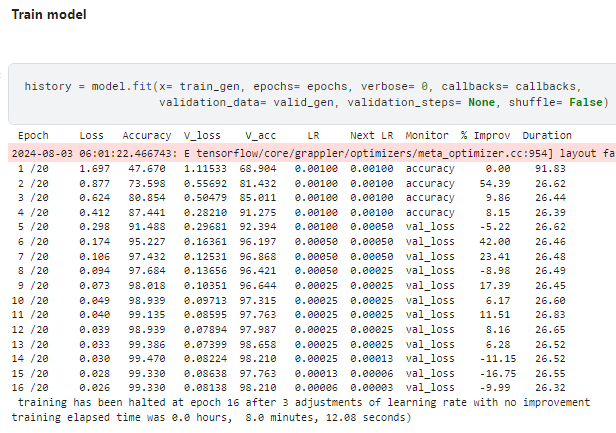 Train model
history = model.fit(x= train_gen, epochs= epochs, verbose= 0, callbacks= callbacks,
validation_data= valid_gen, validation_steps= None, shuffle= False)
Epoch Loss Accuracy V_loss V_acc LR Next LR Monitor % Improv Duration
2024-08-03 06:01:22.466743: E tensorflow/core/grappler/optimizers/meta_optimizer.cc:954] layout fa
1 /20 1.697 47.670 1.11533 68.904 0.00100 0.00100 accuracy 0.00 91.83
2 /20 0.877 73.598 0.55692 81.432 0.00100 0.00100 accuracy 54.39 26.62
3 /20 0.624 80.854 0.50479 85.011 0.00100 0.00100 accuracy 9.86 26.44
4 /20 0.412 87.441 0.28210 91.275 0.00100 0.00100 accuracy 8.15 26.39
5 /20 0.298 91.488 0.29681 92.394 0.00100 0.00050 val_loss -5.22 26.62
6 /20 0.174 95.227 0.16361 96.197 0.00050 0.00050 val_loss 42.00 26.46
7 /20 0.106 97.432 0.12531 96.868 0.00050 0.00050 val_loss 23.41 26.48
8 /20 0.094 97.684 0.13656 96.421 0.00050 0.00025 val_loss -8.98 26.49
9 /20 0.073 98.018 0.10351 96.644 0.00025 0.00025 val_loss 17.39 26.45
10 /20 0.049 98.939 0.09713 97.315 0.00025 0.00025 val_loss 6.17 26.60
11 /20 0.040 99.135 0.08595 97.763 0.00025 0.00025 val_loss 11.51 26.83
12 /20 0.039 98.939 0.07894 97.987 0.00025 0.00025 val_loss 8.16 26.65
13 /20 0.033 99.386 0.07399 98.658 0.00025 0.00025 val_loss 6.28 26.52
14 /20 0.030 99.470 0.08224 98.210 0.00025 0.00013 val_loss -11.15 26.52
15 /20 0.028 99.330 0.08638 97.763 0.00013 0.00006 val_loss -16.75 26.55
16 /20 0.026 99.330 0.08138 98.210 0.00006 0.00003 val_loss -9.99 26.32
training has been halted at epoch 16 after 3 adjustments of learning rate with no improvement
training elapsed time was 0.0 hours, 8.0 minutes, 12.08 seconds)